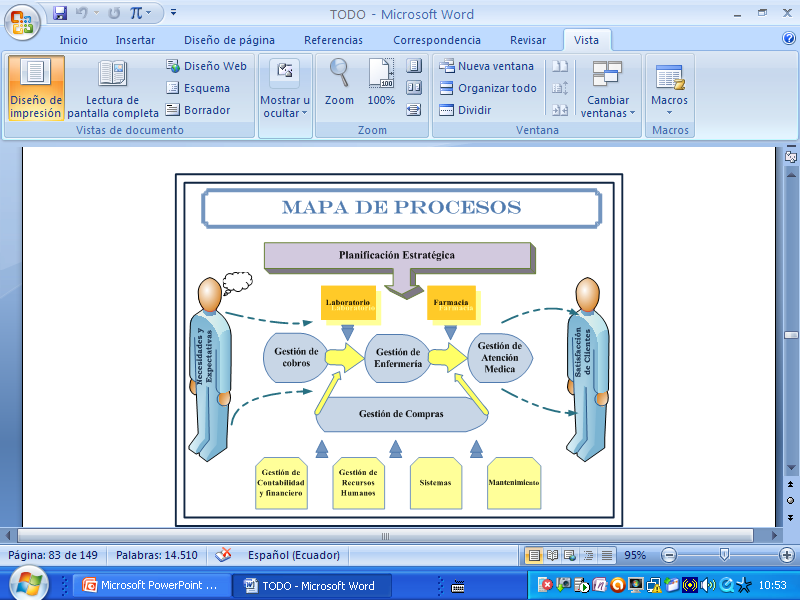 TODO - Microsoft Word
Inicio Insertar Diseño de página Referencias Correspondencia Revisar Vista
Diseño de impresión
Lectura de pantalla completa
Diseño Web
Esquema
Borrador
Vistas de documento
Mostrar u ocultar
Zoom
100%
Zoom
Nueva ventana
Organizar todo
Dividir
Cambiar ventanas
Ventana
Macros
Macros
MAPA DE PROCESOS
Planificación Estratégica
Laboratorio
Farmacia
Necesidades y
Expectativas
Gestión de
cobros
Gestión de
Enfermería
Gestión de
Atención
Medica
Satisfacción
de Clientes
Gestión de Compras
Gestión de
Contabilidad
y financiero
Gestión de
Recursos
Humanos
Sistemas
Mantenimiento
Página: 83 de 149 Palabras: 14.510 Español (Ecuador) 95%
Microsoft PowerPoint ... TODO - Microsoft Word 10:53